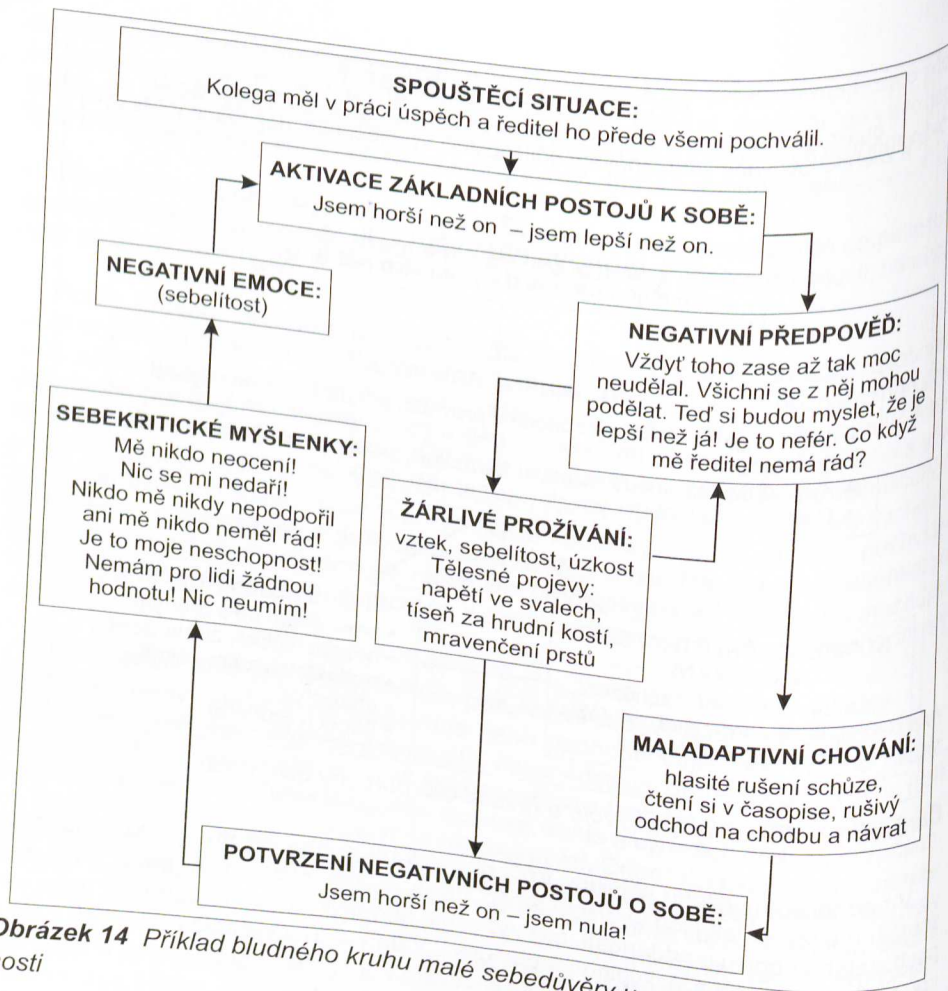 SPOUŠTĚCÍ SITUACE:
Kolega měl v práci úspěch a ředitel ho přede všemi pochválil.
AKTIVACE ZÁKLADNÍCH POSTOJŮ K SOBĚ:
Jsem horší než on – jsem lepší než on.
NEGATIVNÍ EMOCE:
(sebelítost)
NEGATIVNÍ PŘEDPOVĚĎ:
Vždyť toho zase až tak moc
neudělal. Všichni se z něj mohou
podělat. Teď si budou myslet, že je
lepší než já! Je to nefér. Co když
mě ředitel nemá rád?
SEBEKRITICKÉ MYŠLENKY:
Mě nikdo neocení!
Nic se mi nedaří!
Nikdo mě nikdy nepodpořil
ani mě nikdo neměl rád!
Je to moje neschopnost!
Nemám pro lidi žádnou
hodnotu! Nic neumím!
ŽÁRLIVÉ PROŽÍVÁNÍ:
vztek, sebelítost, úzkost
Tělesné projevy:
napětí ve svalech,
tíseň za hrudní kostí,
mravenčení prstů
MALADAPTIVNÍ CHOVÁNÍ:
hlasité rušení schůze,
čtení si v časopise, rušivý
odchod na chodbu a návrat
POTVRZENÍ NEGATIVNÍCH POSTOJŮ O SOBĚ:
Jsem horší než on – jsem nula!
Obrázek 14 Příklad bludného kruhu malé sebedůvěry